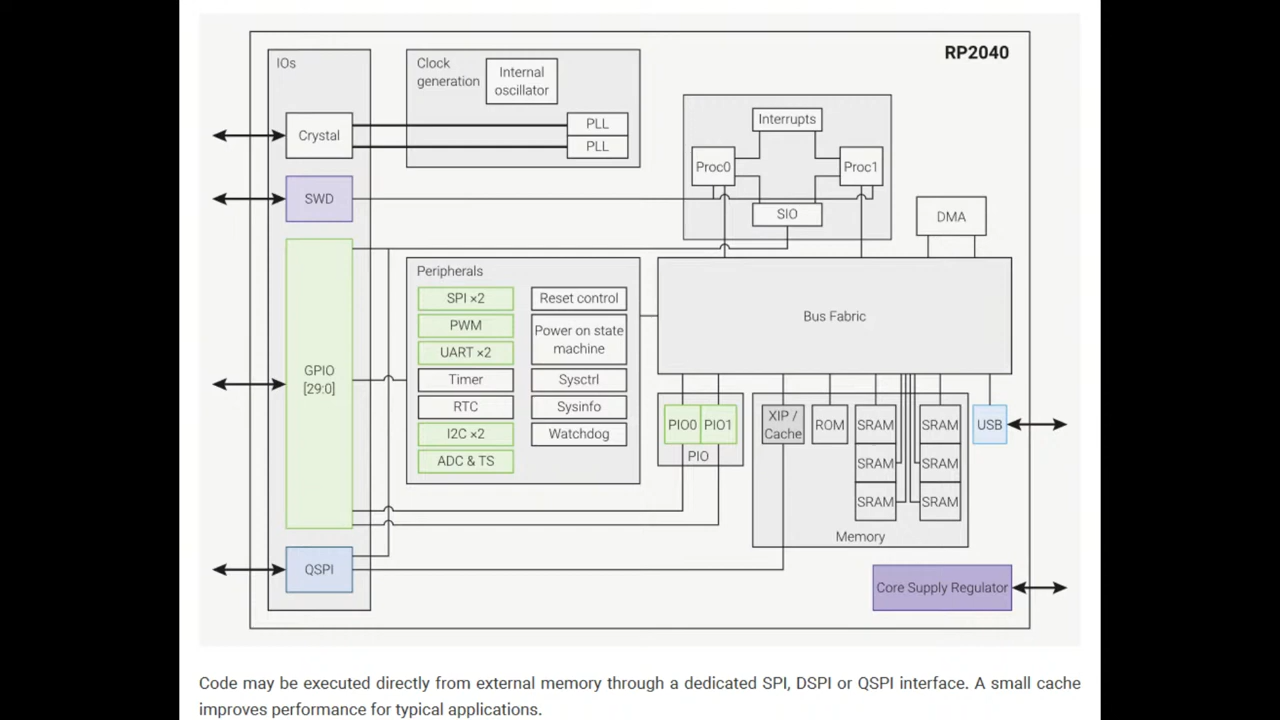 RP2040
IOs
Clock
generation
Internal
oscillator
Crystal
PLL
PLL
Interrupts
Proc0
Proc1
SWD
SIO
DMA
GPIO
[29:0]
Peripherals
SPI ×2
PWM
UART ×2
Timer
RTC
I2C ×2
ADC & TS
Reset control
Power on state
machine
Sysctrl
Sysinfo
Watchdog
Bus Fabric
PIO0
PIO1
PIO
XIP /
Cache
ROM
SRAM
SRAM
SRAM
SRAM
SRAM
SRAM
Memory
USB
QSPI
Core Supply Regulator
Code may be executed directly from external memory through a dedicated SPI, DSPI or QSPI interface. A small cache
improves performance for typical applications.